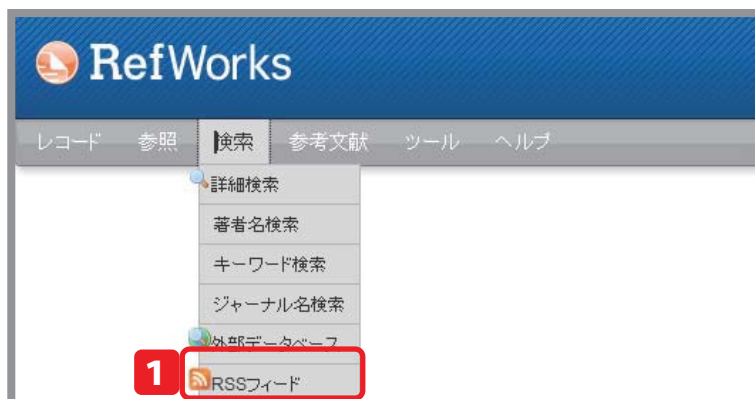 RefWorks
レコード 参照 検索 参考文献 ツール ヘルプ
詳細検索
著者名検索
キーワード検索
ジャーナル名検索
外部データベース
1 RSSフィード